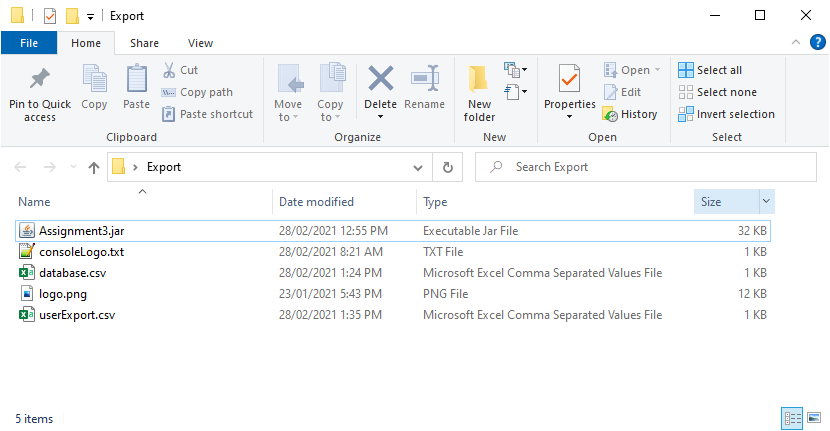 Export
File Home Share View
Pin to Quick access
Copy
Paste
Cut
Copy path
Paste shortcut
Clipboard
Move to
Copy to
Delete
Rename
Organize
New folder
New
Properties
Open
Edit
History
Open
Select all
Select none
Invert selection
Select
Export
Search Export
Name Date modified Type Size
Assignment3.jar 28/02/2021 12:55 PM Executable Jar File 32 KB
consoleLogo.txt 28/02/2021 8:21 AM TXT File 1 KB
database.csv 28/02/2021 1:24 PM Microsoft Excel Comma Separated Values File 1 KB
logo.png 23/01/2021 5:43 PM PNG File 12 KB
userExport.csv 28/02/2021 1:35 PM Microsoft Excel Comma Separated Values File 1 KB
5 items